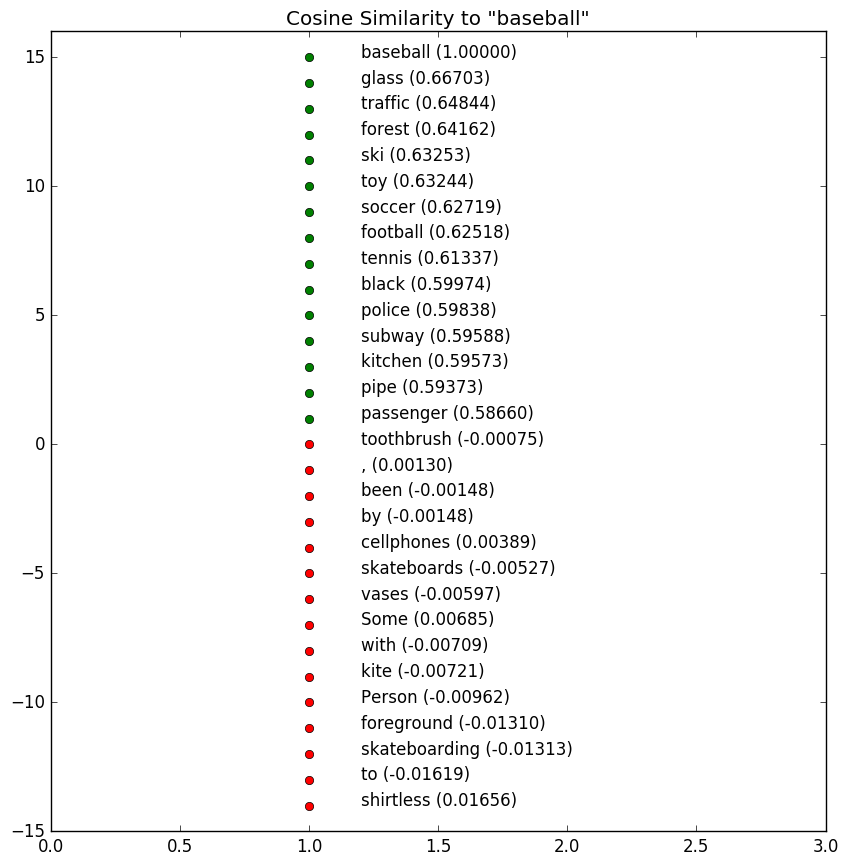 Cosine Similarity to "baseball"
15
baseball (1.00000)
glass (0.66703)
traffic (0.64844)
forest (0.64162)
ski (0.63253)
10
toy (0.63244)
soccer (0.62719)
football (0.62518)
tennis (0.61337)
black (0.59974)
5
police (0.59838)
subway (0.59588)
kitchen (0.59573)
pipe (0.59373)
passenger (0.58660)
0
toothbrush (-0.00075)
, (0.00130)
been (-0.00148)
by (-0.00148)
cellphones (0.00389)
−5
skateboards (-0.00527)
vases (-0.00597)
Some (0.00685)
with (-0.00709)
kite (-0.00721)
−10
Person (-0.00962)
foreground (-0.01310)
skateboarding (-0.01313)
to (-0.01619)
shirtless (0.01656)
−15
0.0 0.5 1.0 1.5 2.0 2.5 3.0